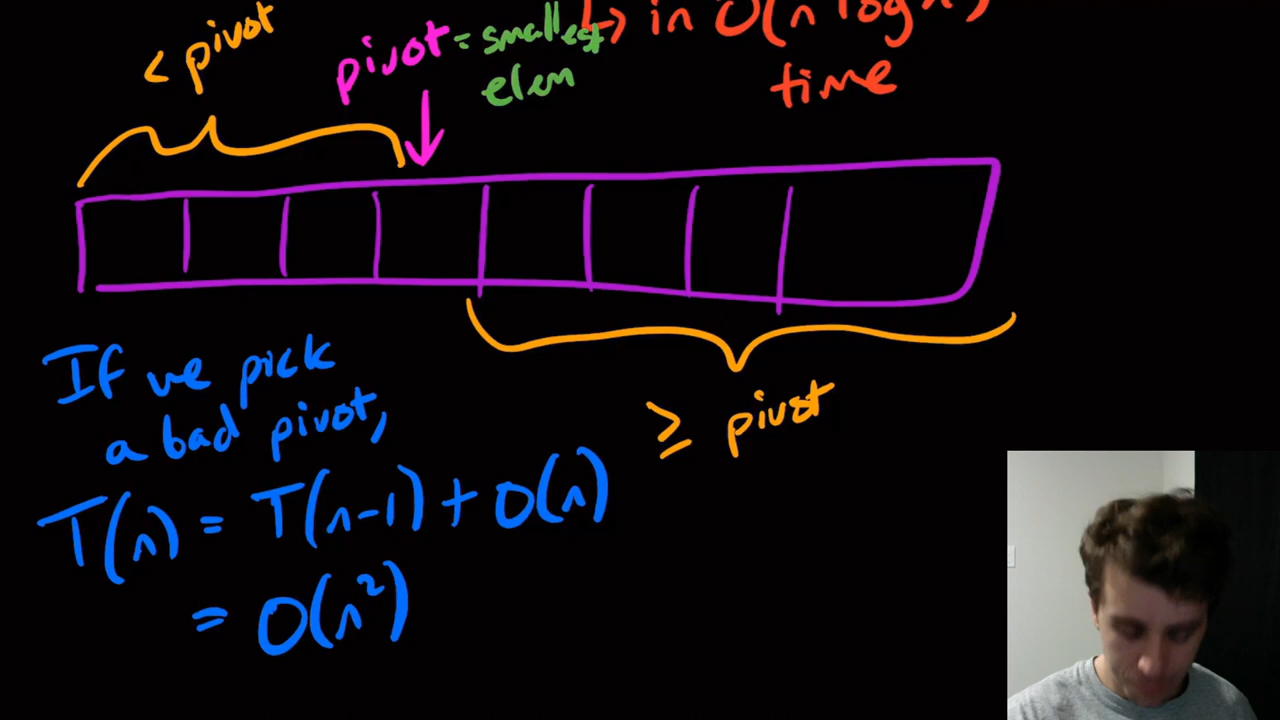 < pivot
pivot = smallest
elem
↳ in O(n log n)
time
If we pick
a bad pivot,
T(n) = T(n-1) + O(n)
= O(n²)
≥ pivot